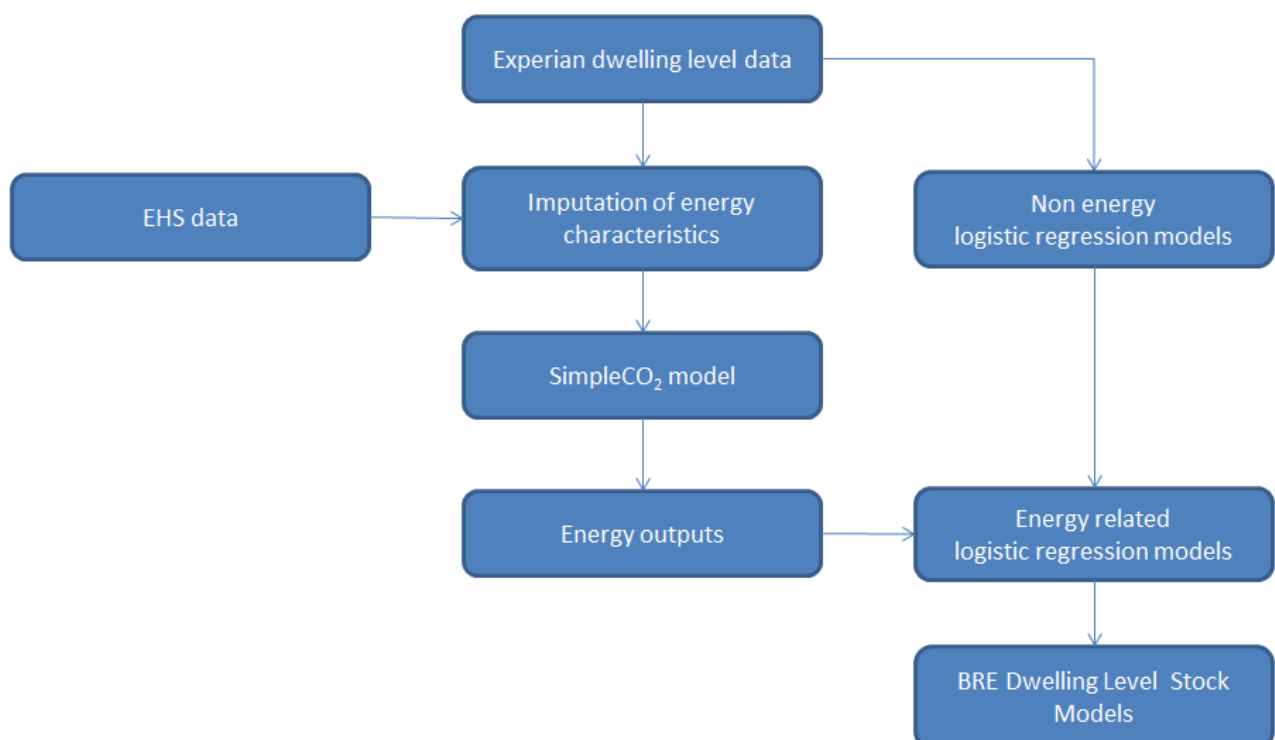 Experian dwelling level data
EHS data
Imputation of energy
characteristics
Non energy
logistic regression models
SimpleCO₂ model
Energy outputs
Energy related
logistic regression models
BRE Dwelling Level  Stock
Models